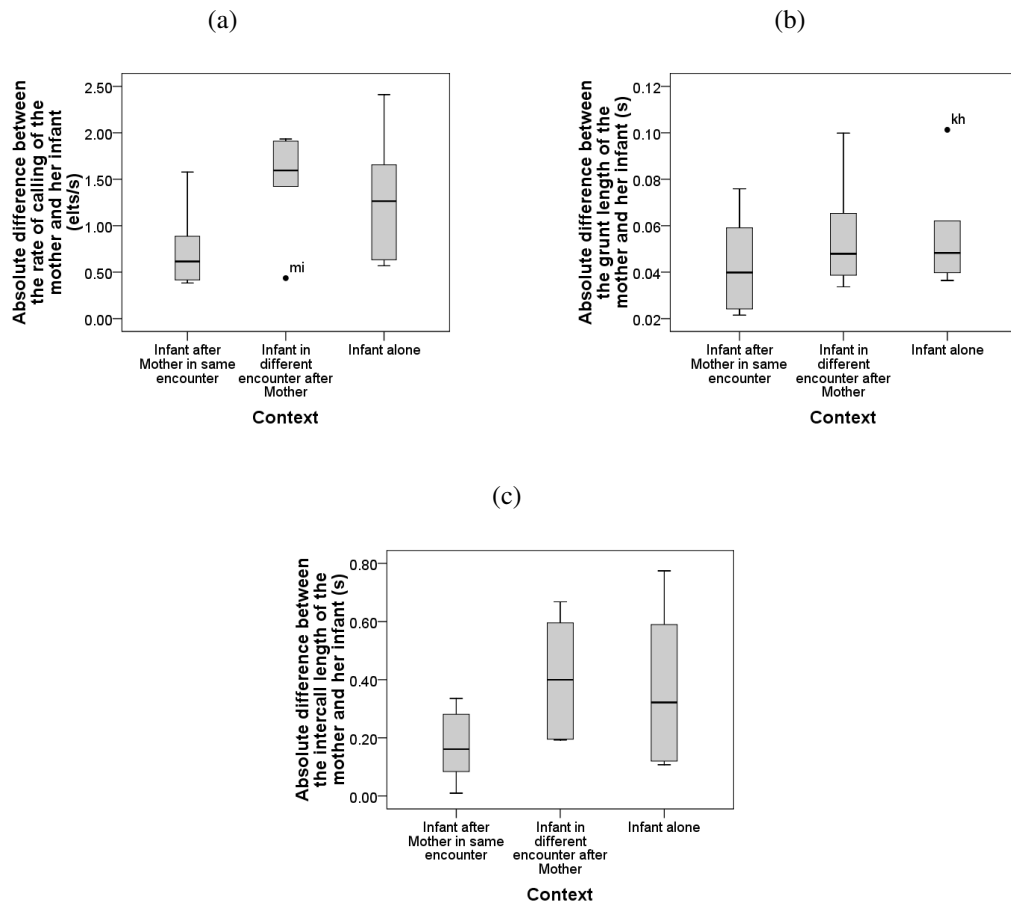 (a)
Absolute difference between
the rate of calling of the
mother and her infant
(elts/s)
2.50
2.00
1.50
1.00
0.50
0.00
mi
Infant after
Mother in same
encounter
Infant in
different
encounter after
Mother
Infant alone
Context
(b)
Absolute difference between
the grunt length of the
mother and her infant (s)
0.12
0.10
0.08
0.06
0.04
0.02
kh
Infant after
Mother in same
encounter
Infant in
different
encounter after
Mother
Infant alone
Context
(c)
Absolute difference between
the intercall length of the
mother and her infant (s)
0.80
0.60
0.40
0.20
0.00
Infant after
Mother in same
encounter
Infant in
different
encounter after
Mother
Infant alone
Context